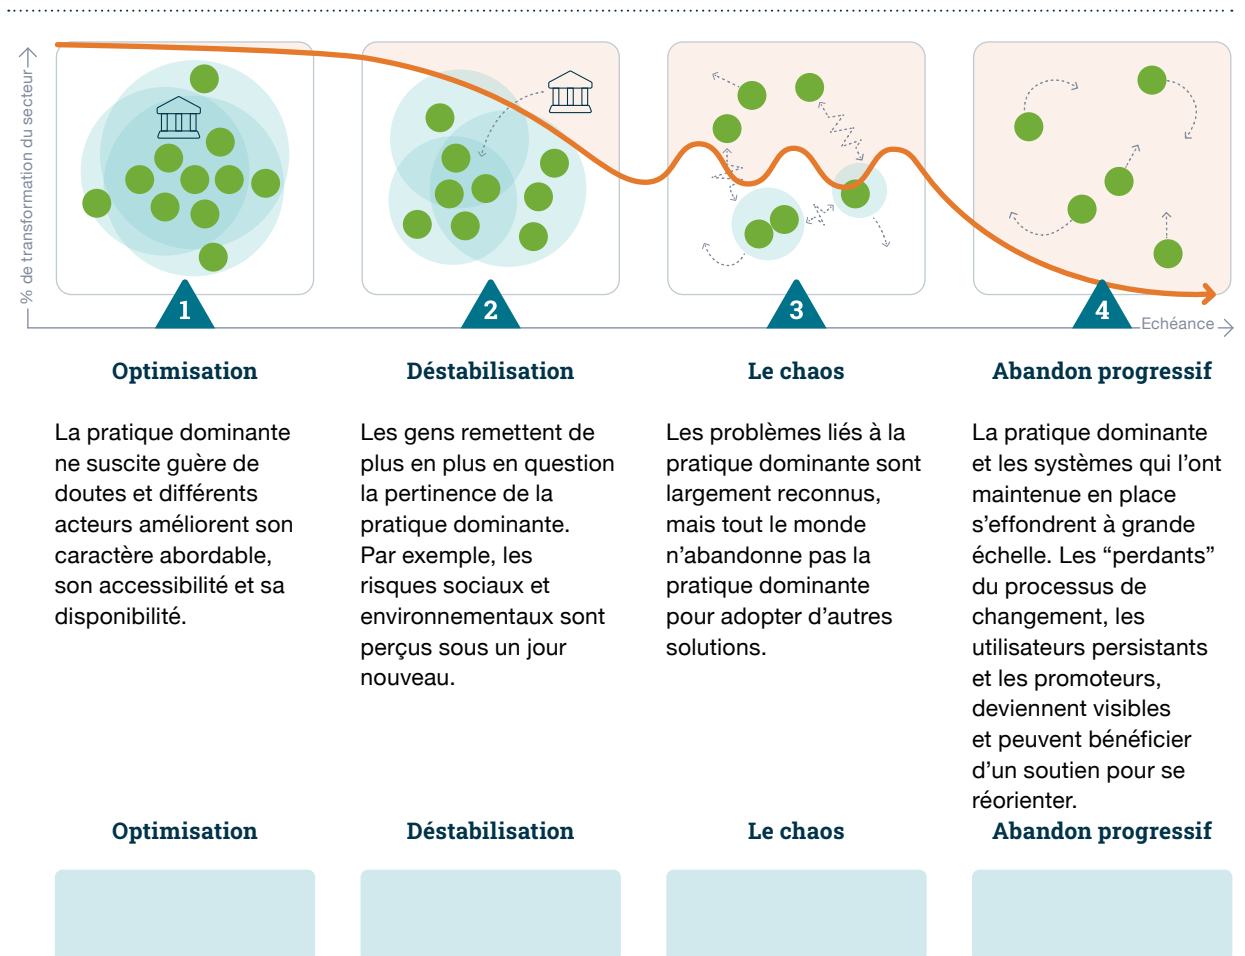 % de transformation du secteur
1
2
3
4
Echéance
Optimisation
La pratique dominante
ne suscite guère de
doutes et différents
acteurs améliorent son
caractère abordable,
son accessibilité et sa
disponibilité.
Déstabilisation
Les gens remettent de
plus en plus en question
la pertinence de la
pratique dominante.
Par exemple, les
risques sociaux et
environnementaux sont
perçus sous un jour
nouveau.
Le chaos
Les problèmes liés à la
pratique dominante sont
largement reconnus,
mais tout le monde
n’abandonne pas la
pratique dominante
pour adopter d’autres
solutions.
Abandon progressif
La pratique dominante
et les systèmes qui l’ont
maintenue en place
s’effondrent à grande
échelle. Les “perdants”
du processus de
changement, les
utilisateurs persistants
et les promoteurs,
deviennent visibles
et peuvent bénéficier
d’un soutien pour se
réorienter.
Optimisation
Déstabilisation
Le chaos
Abandon progressif